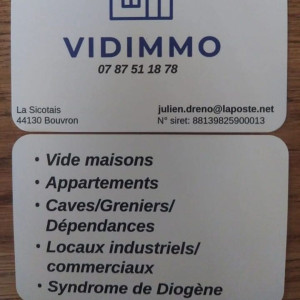 VIDIMMO
07 87 51 18 78
La Sicotais
44130 Bouvron
julien.dreno@laposte.net
N° siret: 88139825900013
• Vide maisons
• Appartements
• Caves/Greniers/
Dépendances
• Locaux industriels/
commerciaux
• Syndrome de Diogène